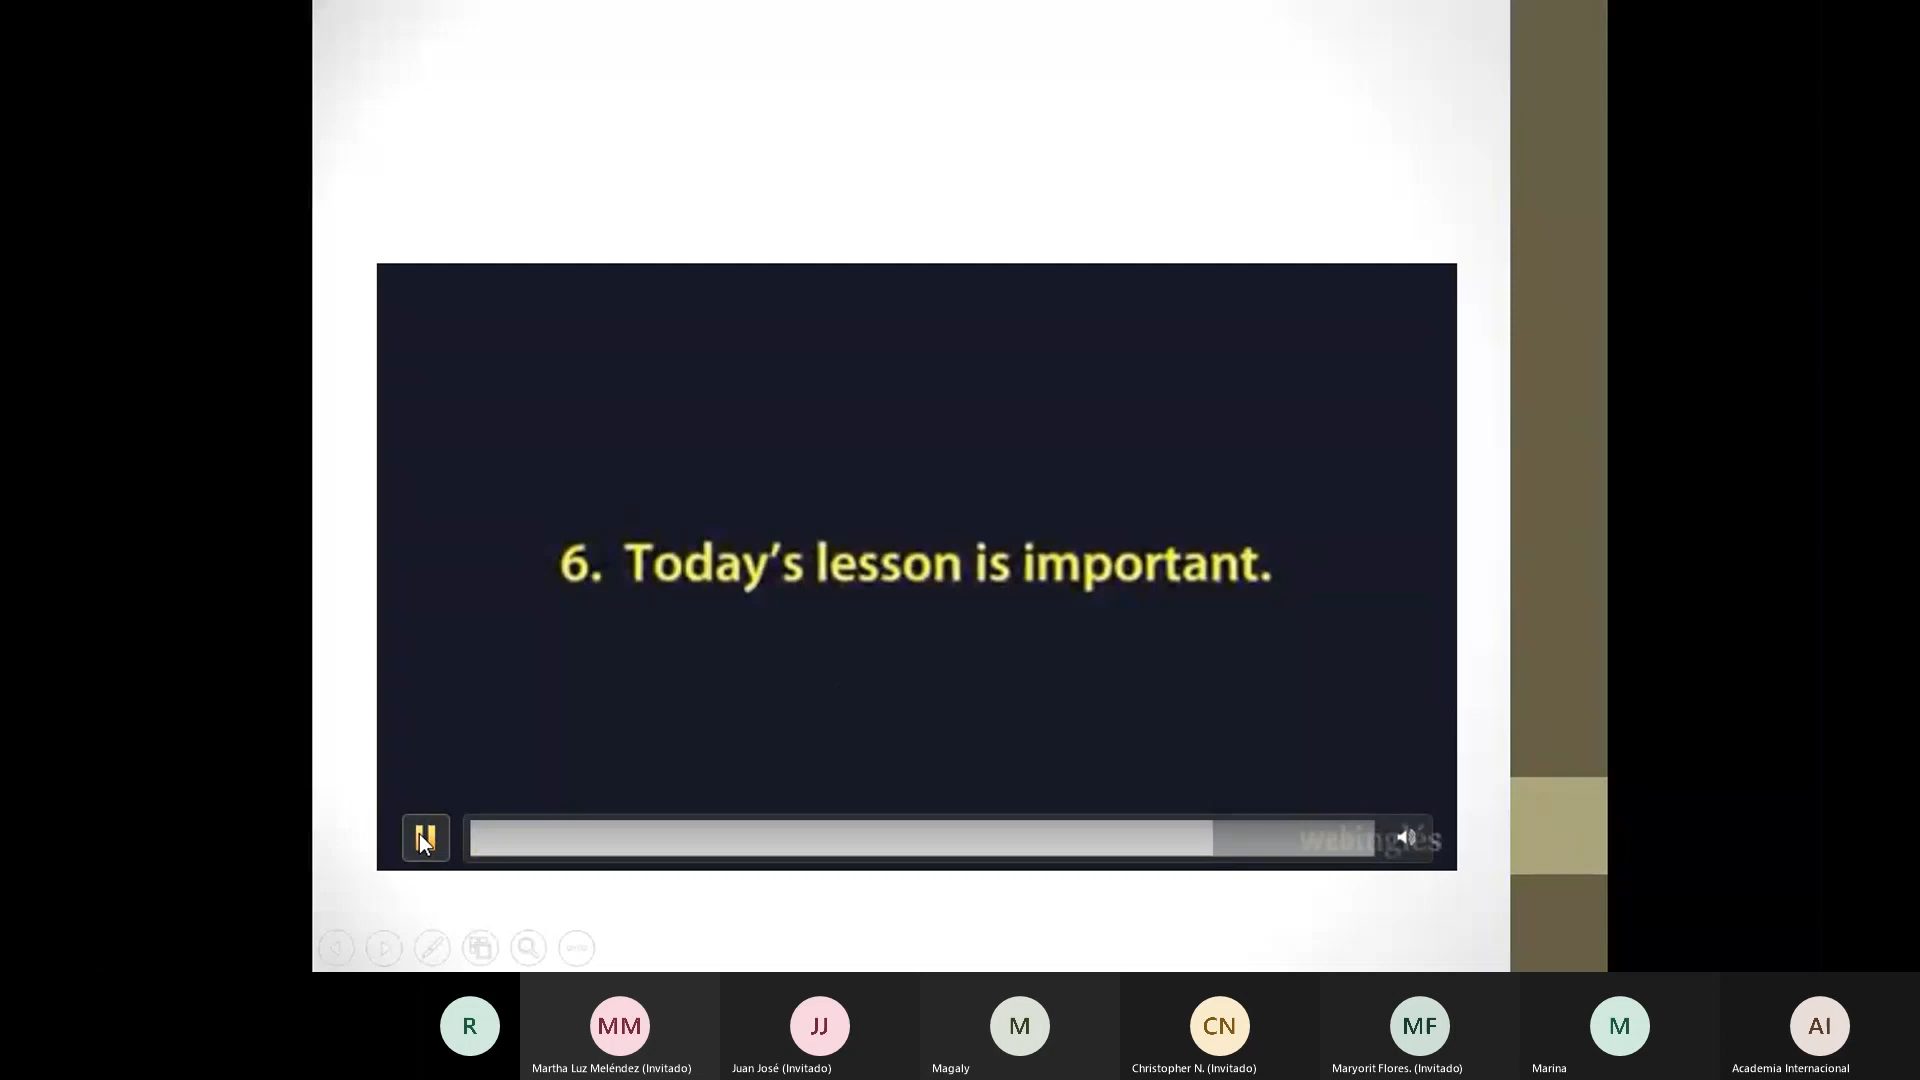 6. Today's lesson is important.
webinglés
R
MM
JJ
M
CN
MF
M
AI
Martha Luz Meléndez (Invitado)
Juan José (Invitado)
Magaly
Christopher N. (Invitado)
Maryorit Flores. (Invitado)
Marina
Academia Internacional